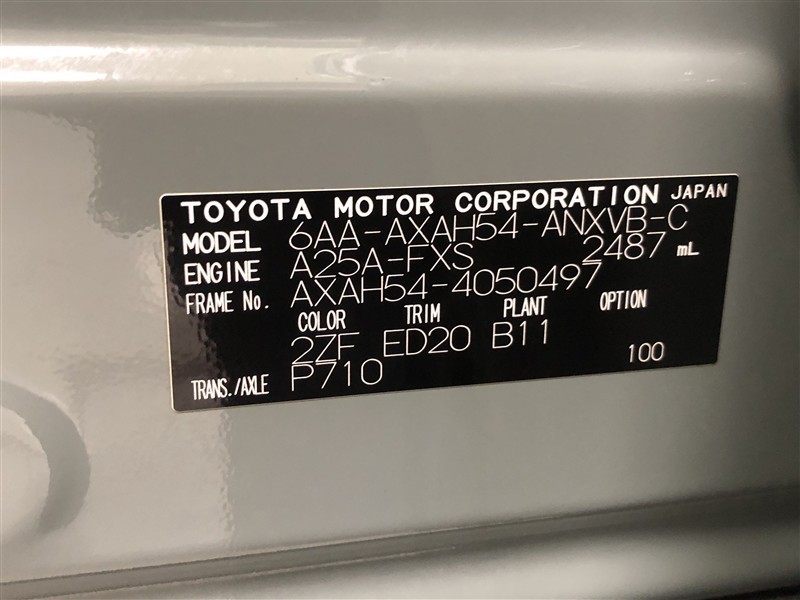 TOYOTA MOTOR CORPORATION JAPAN
MODEL 6AA-AXAH54-ANXVB-C
ENGINE A25A-FXS 2487 mL
FRAME No. AXAH54-4050497
COLOR TRIM PLANT OPTION
2ZF ED20 B11
TRANS./AXLE P710 100